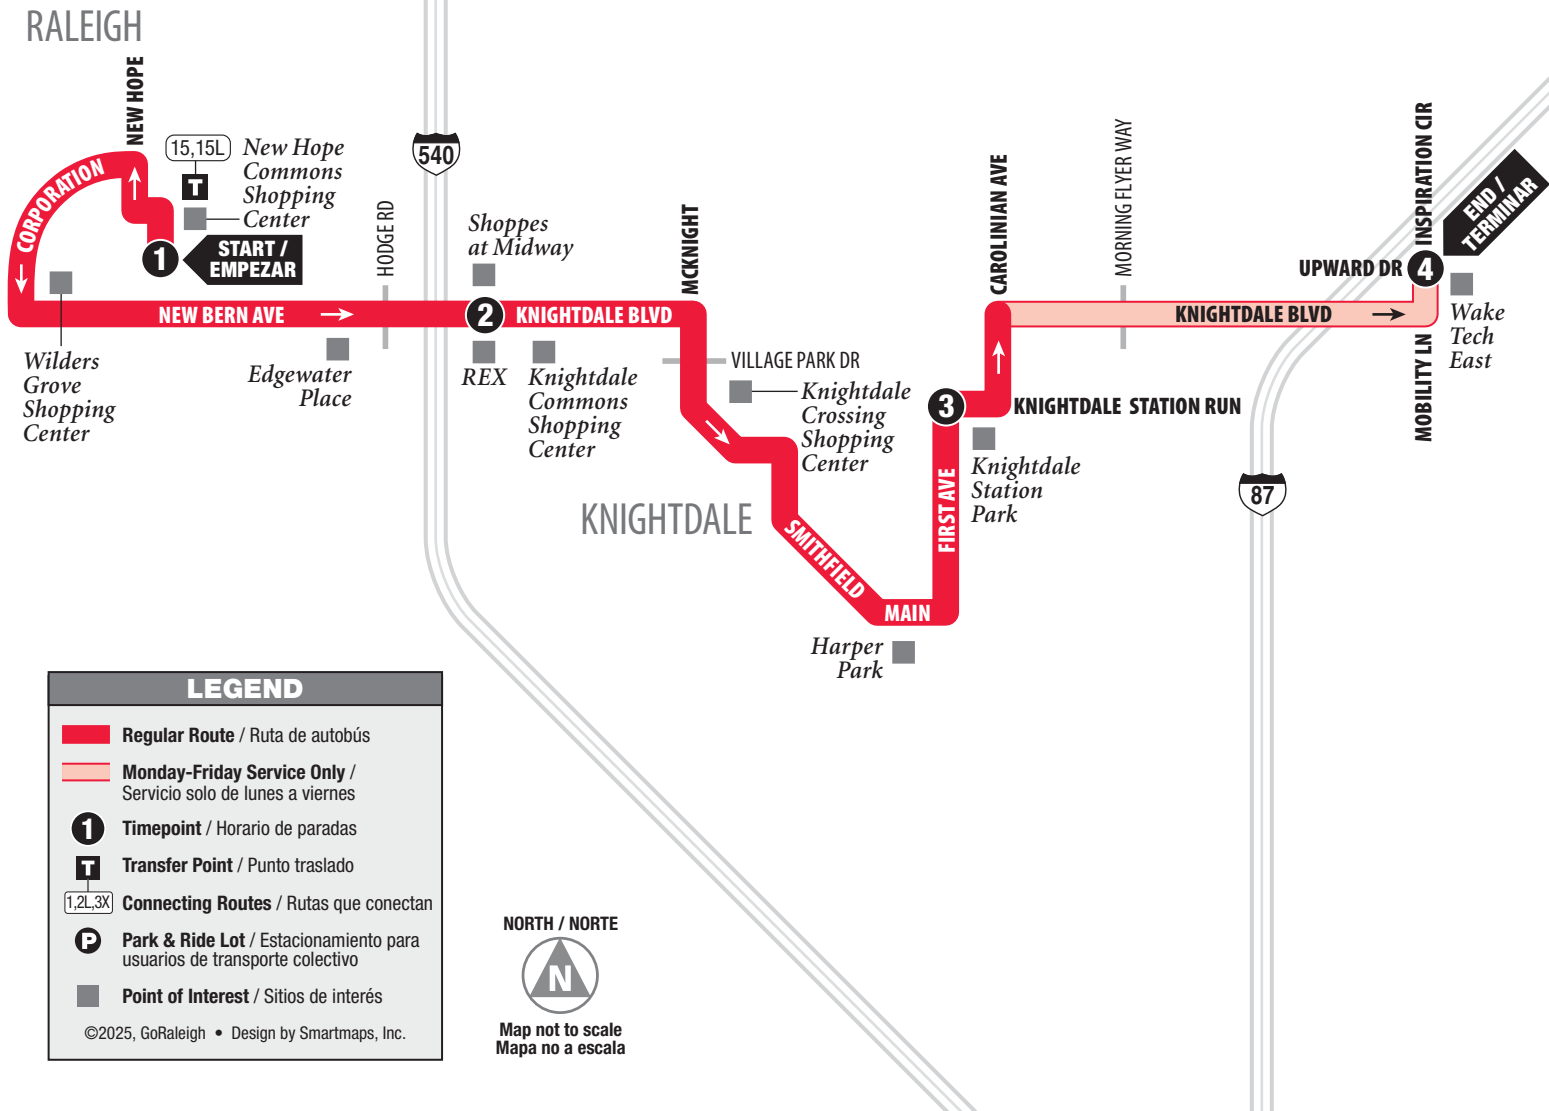 RALEIGH
NEW HOPE
15,15L
New Hope
Commons
Shopping
Center
T
CORPORATION
1
START /
EMPEZAR
540
HODGE RD
Shoppes
at Midway
MCKNIGHT
CAROLINIAN AVE
MORNING FLYER WAY
INSPIRATION CIR
END /
TERMINAR
UPWARD DR
4
NEW BERN AVE
2
KNIGHTDALE BLVD
KNIGHTDALE BLVD
Wake
Tech
East
MOBILITY LN
Wilders
Grove
Shopping
Center
Edgewater
Place
REX
Knightdale
Commons
Shopping
Center
VILLAGE PARK DR
Knightdale
Crossing
Shopping
Center
3
KNIGHTDALE STATION RUN
Knightdale
Station
Park
FIRST AVE
87
KNIGHTDALE
SMITHFIELD
MAIN
Harper
Park
LEGEND
Regular Route / Ruta de autobús
Monday-Friday Service Only /
Servicio solo de lunes a viernes
1
Timepoint / Horario de paradas
T
Transfer Point / Punto traslado
1,2L,3X
Connecting Routes / Rutas que conectan
P
Park & Ride Lot / Estacionamiento para
usuarios de transporte colectivo
Point of Interest / Sitios de interés
©2025, GoRaleigh • Design by Smartmaps, Inc.
NORTH / NORTE
N
Map not to scale
Mapa no a escala